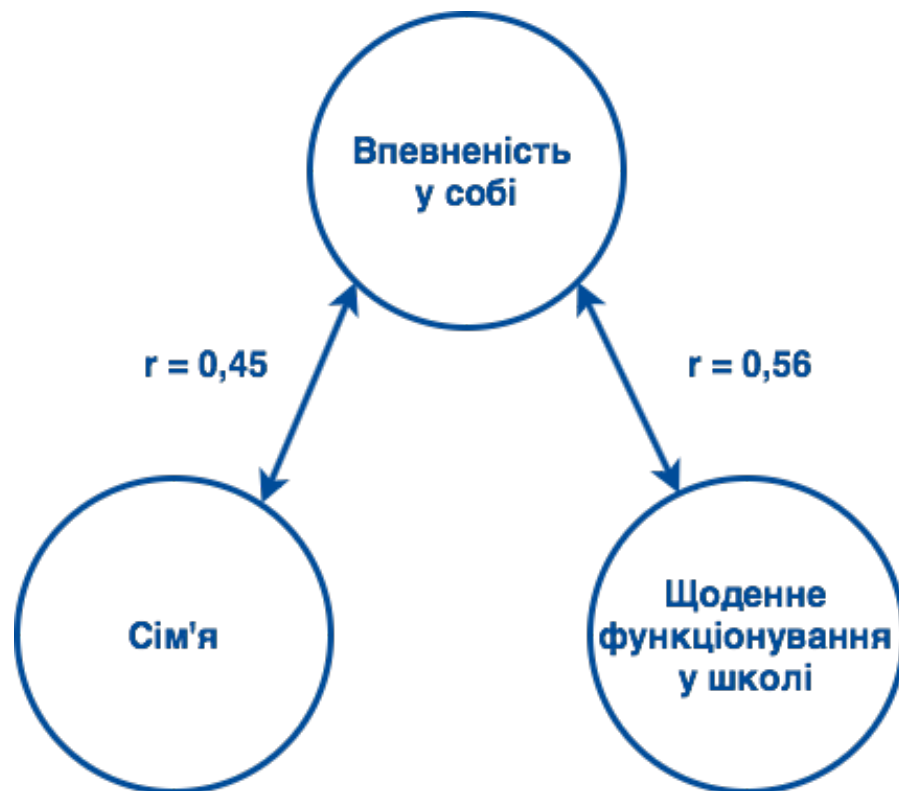 Впевненість
у собі
r = 0,45
r = 0,56
Сім'я
Щоденне
функціонування
у школі